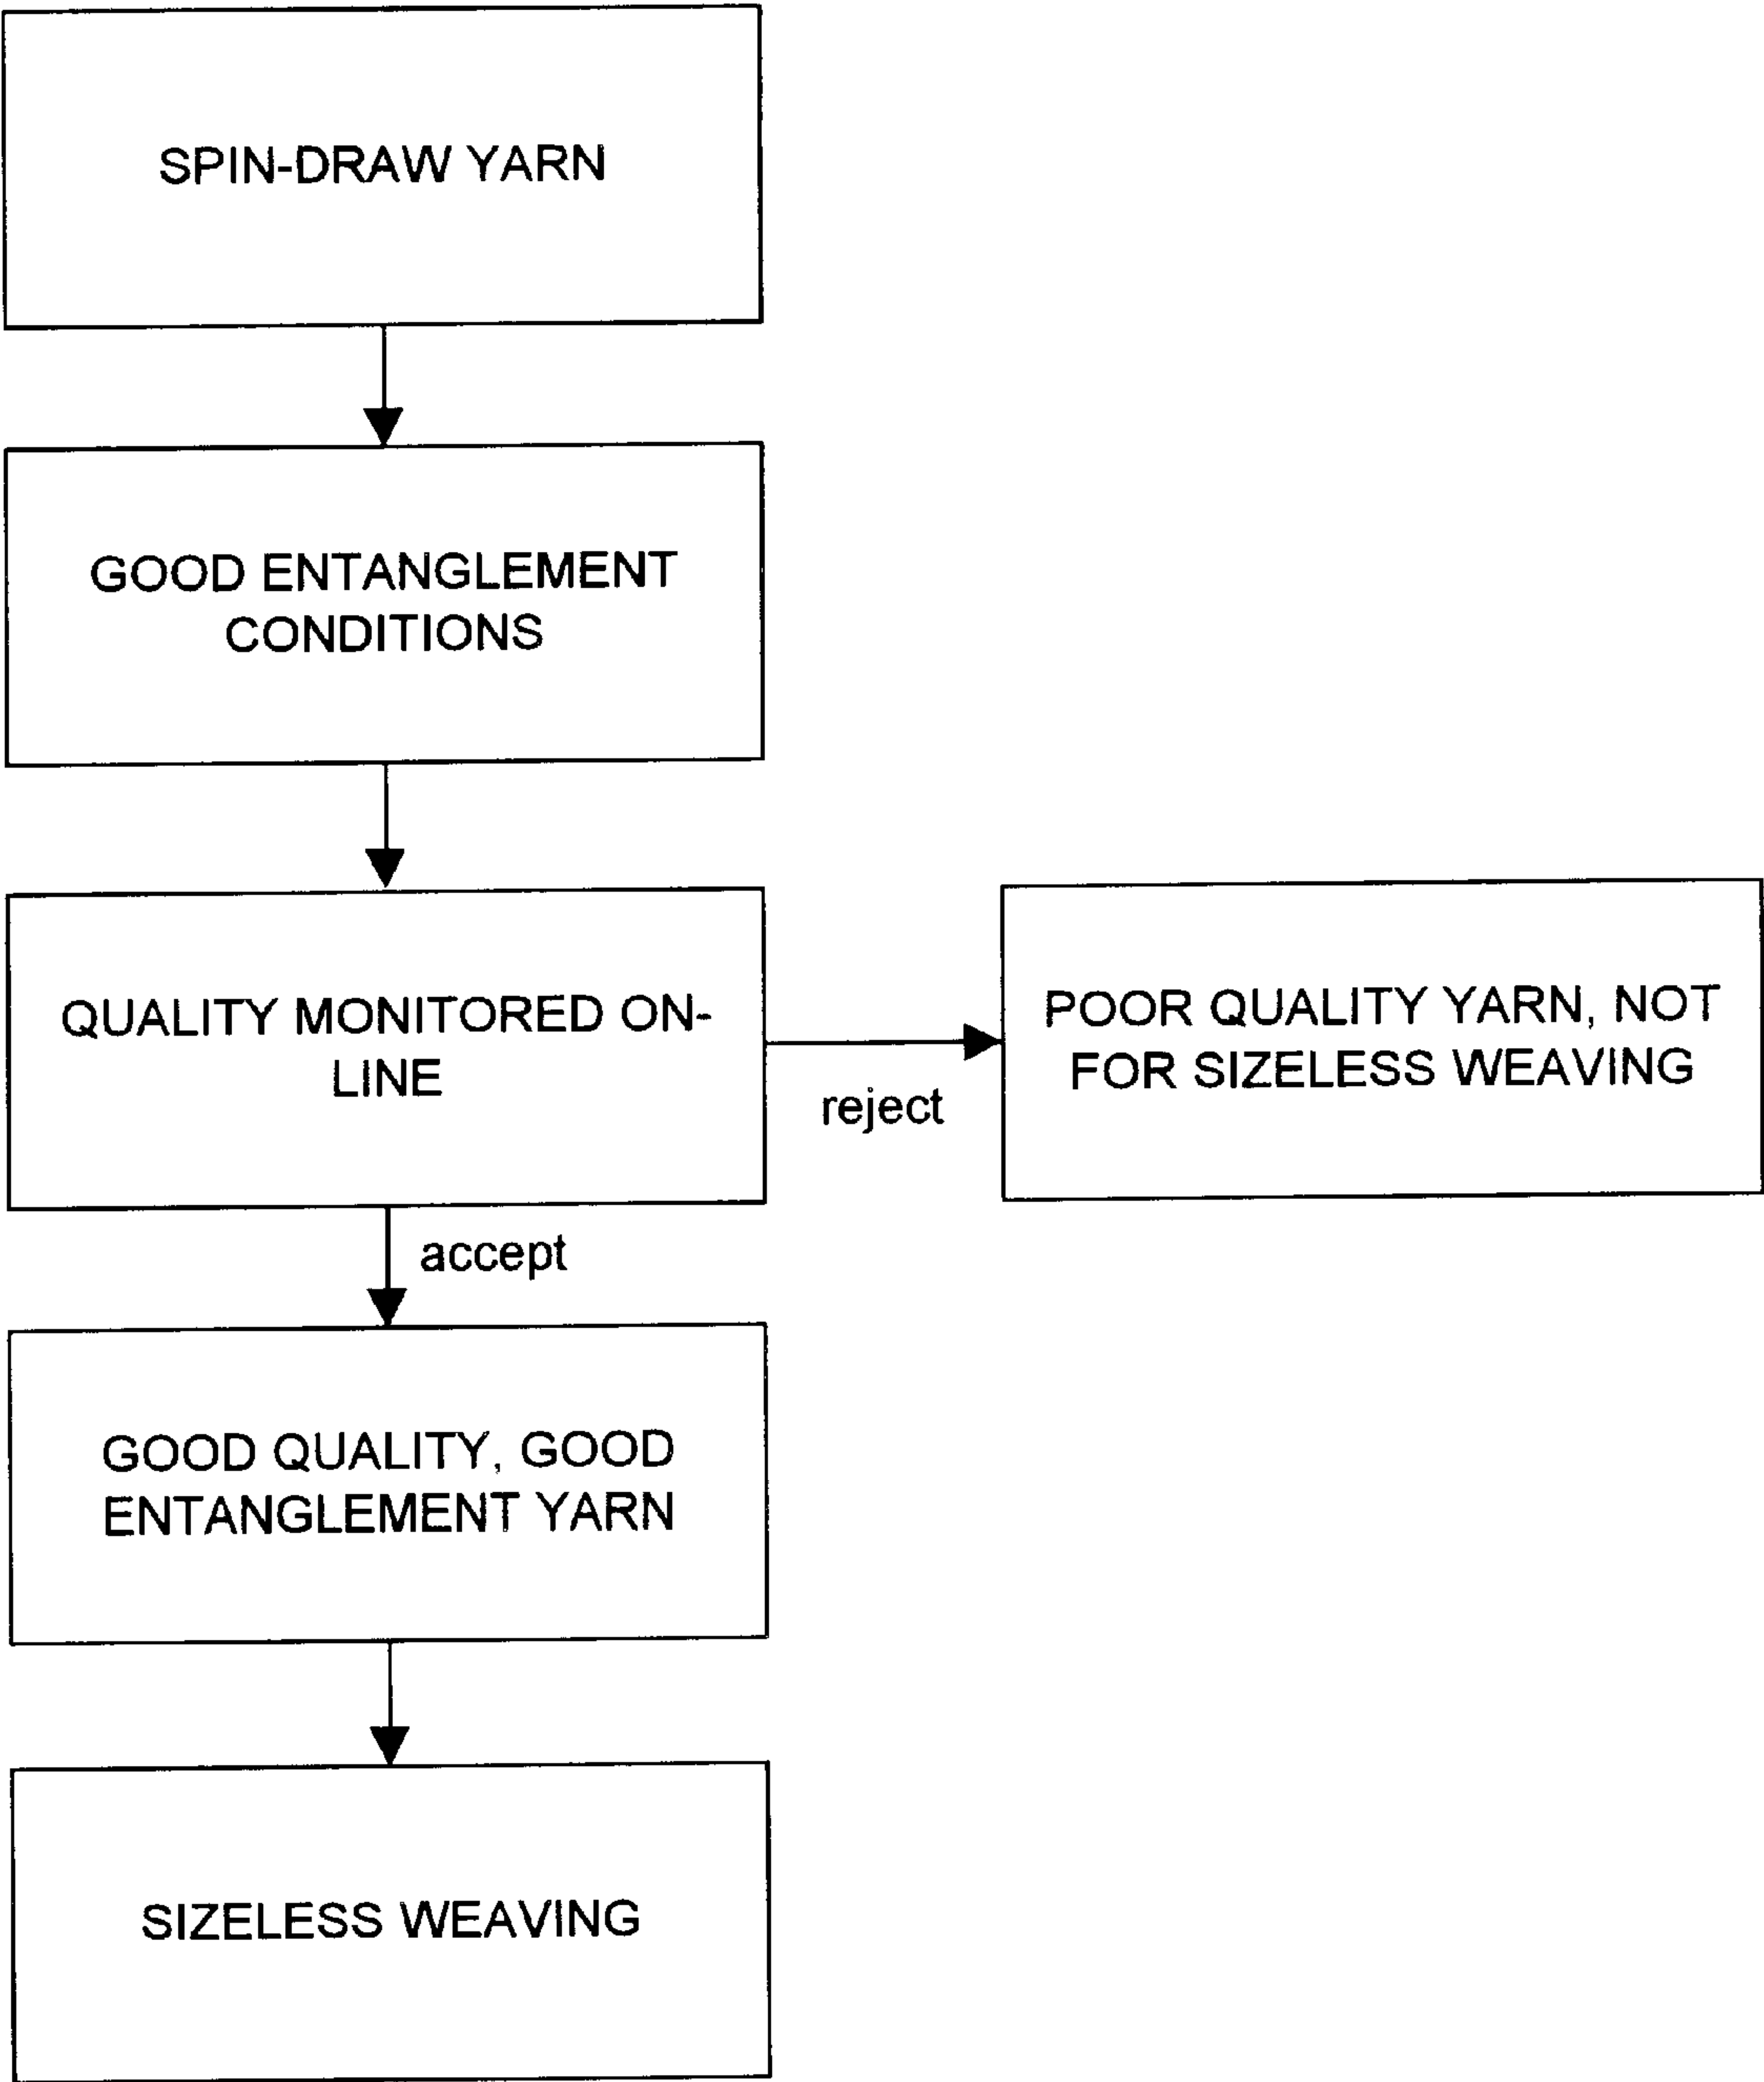 SPIN-DRAW YARN
GOOD ENTANGLEMENT
CONDITIONS
QUALITY MONITORED ON-
LINE
reject
POOR QUALITY YARN, NOT
FOR SIZELESS WEAVING
accept
GOOD QUALITY, GOOD
ENTANGLEMENT YARN
SIZELESS WEAVING